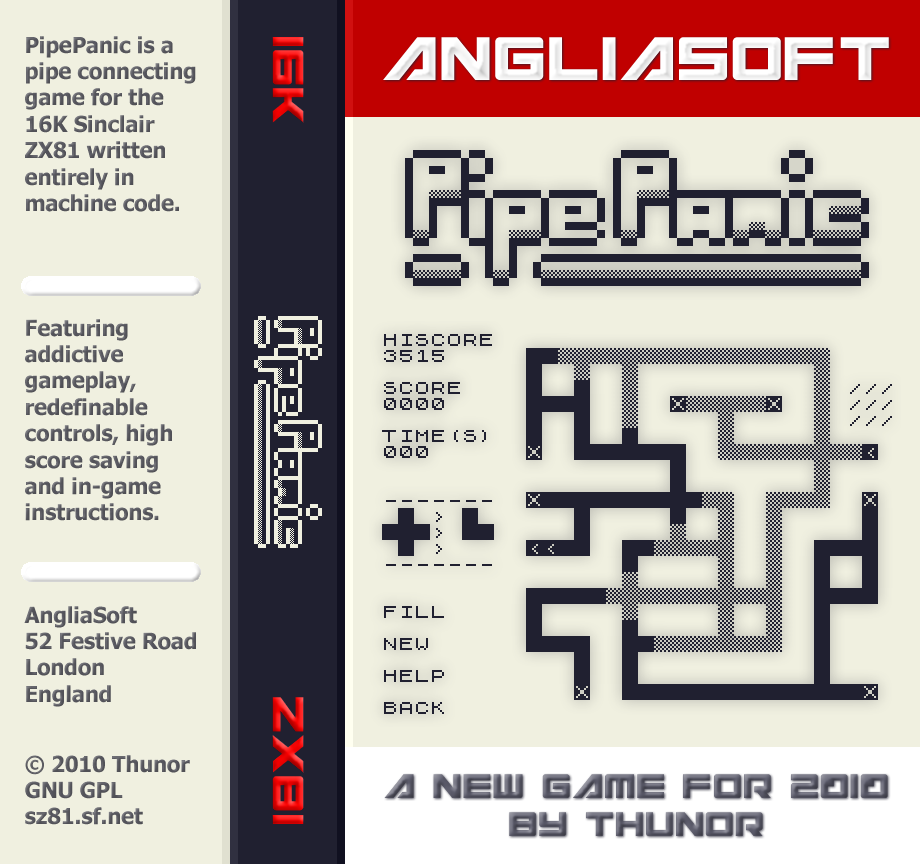 PipePanic is a
pipe connecting
game for the
16K Sinclair
ZX81 written
entirely in
machine code.
Featuring
addictive
gameplay,
redefinable
controls, high
score saving
and in-game
instructions.
AngliaSoft
52 Festive Road
London
England
© 2010 Thunor
GNU GPL
sz81.sf.net
16K
PipePanic
ZX81
ANGLIASOFT
PipePanic
HISCORE
3515
SCORE
0000
TIME(S)
000
FILL
NEW
HELP
BACK
A NEW GAME FOR 2010
BY THUNOR